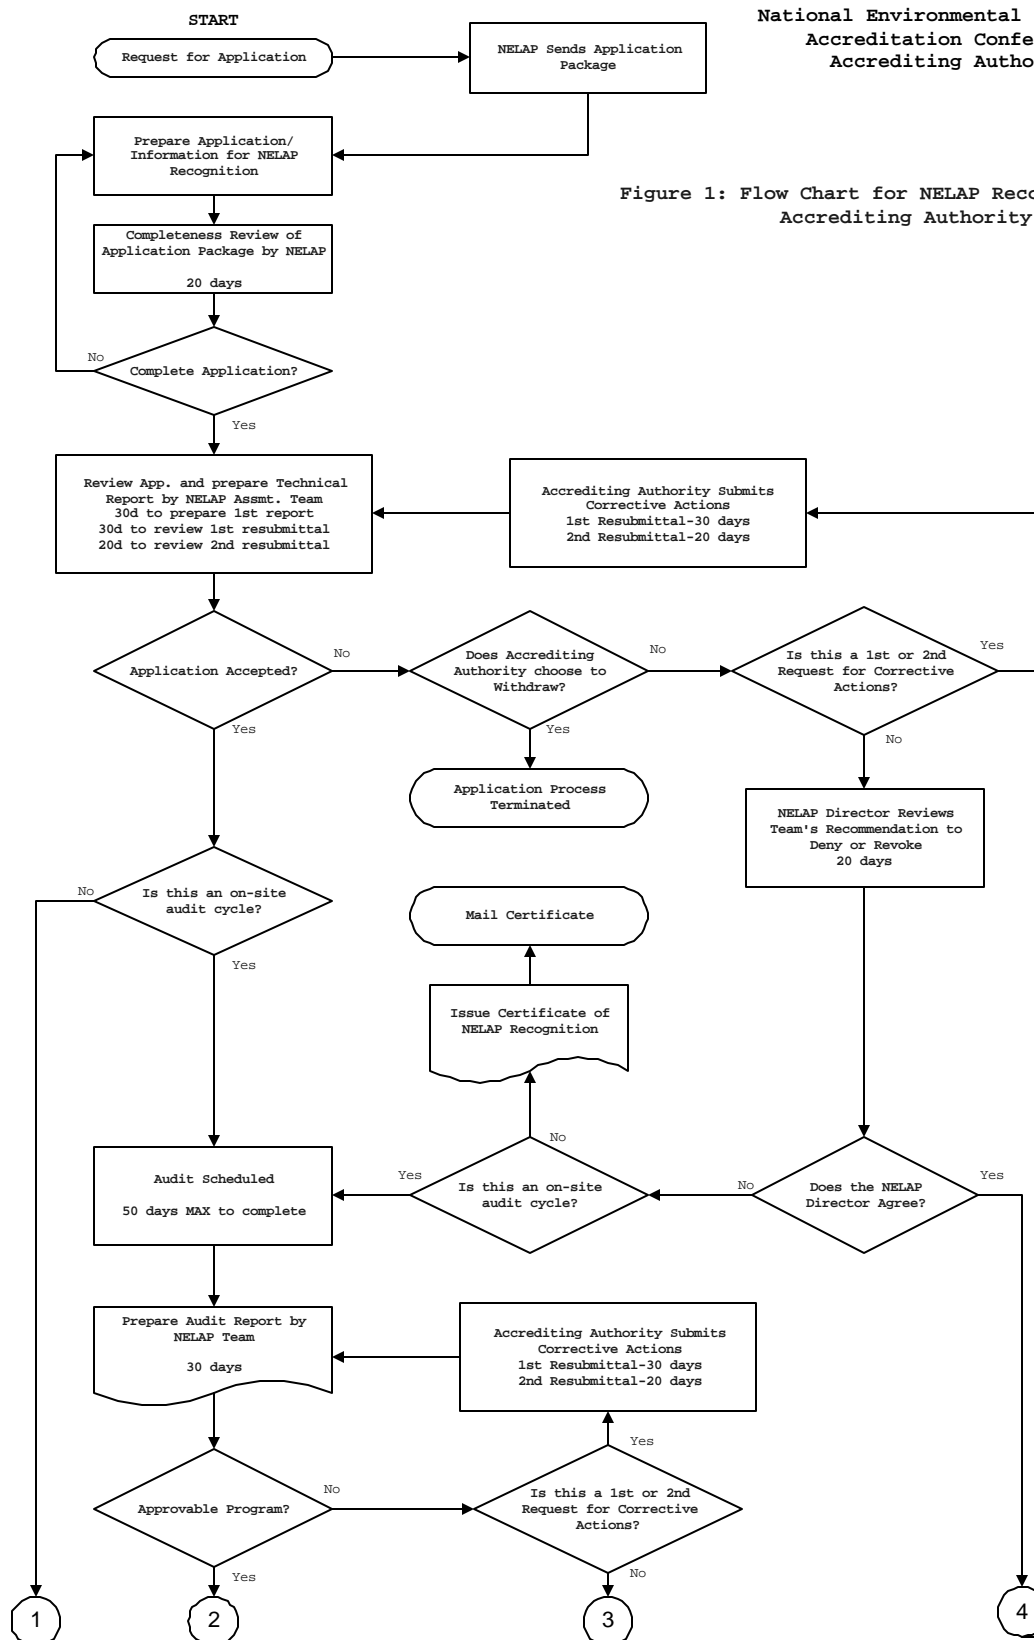 START
National Environmental
Accreditation Confe
Accrediting Autho
Request for Application
NELAP Sends Application
Package
Prepare Application/
Information for NELAP
Recognition
Figure 1: Flow Chart for NELAP Reco
Accrediting Authority
Completeness Review of
Application Package by NELAP
20 days
No
Complete Application?
Yes
Review App. and prepare Technical
Report by NELAP Assmt. Team
30d to prepare 1st report
30d to review 1st resubmittal
20d to review 2nd resubmittal
Accrediting Authority Submits
Corrective Actions
1st Resubmittal-30 days
2nd Resubmittal-20 days
Application Accepted?
No
Yes
Does Accrediting
Authority choose to
Withdraw?
No
Yes
Is this a 1st or 2nd
Request for Corrective
Actions?
Yes
No
Application Process
Terminated
NELAP Director Reviews
Team's Recommendation to
Deny or Revoke
20 days
No
Is this an on-site
audit cycle?
Yes
Mail Certificate
Issue Certificate of
NELAP Recognition
No
Audit Scheduled
50 days MAX to complete
Yes
Is this an on-site
audit cycle?
No
Does the NELAP
Director Agree?
Yes
Prepare Audit Report by
NELAP Team
30 days
Accrediting Authority Submits
Corrective Actions
1st Resubmittal-30 days
2nd Resubmittal-20 days
Yes
Approvable Program?
No
Yes
Is this a 1st or 2nd
Request for Corrective
Actions?
No
1
2
3
4